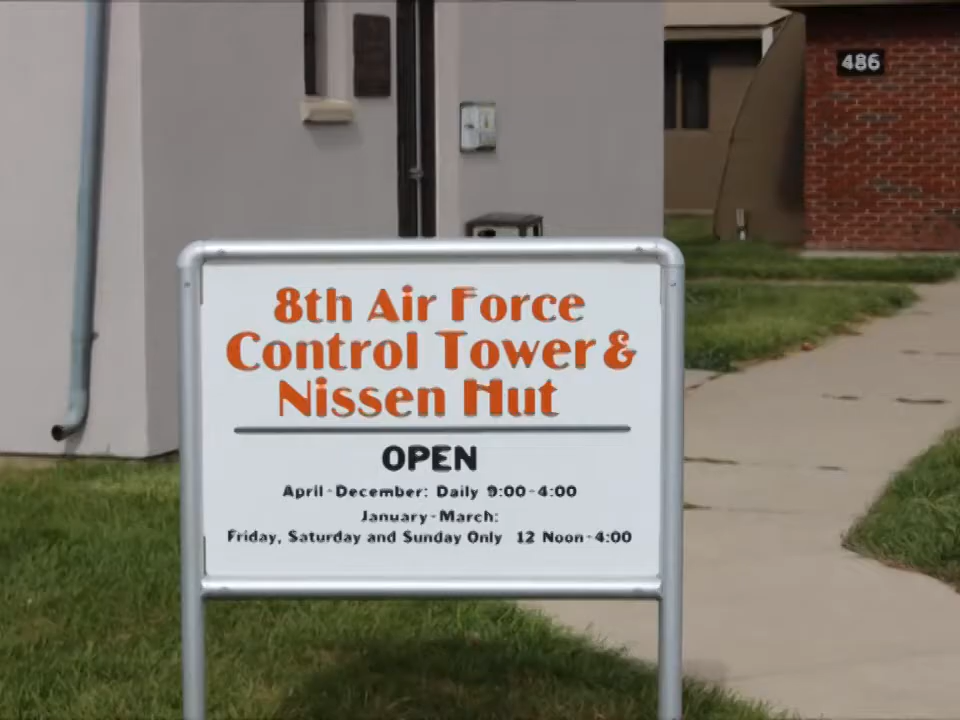 486
8th Air Force
Control Tower &
Nissen Hut
OPEN
April-December: Daily 9:00-4:00
January-March:
Friday, Saturday and Sunday Only 12 Noon-4:00